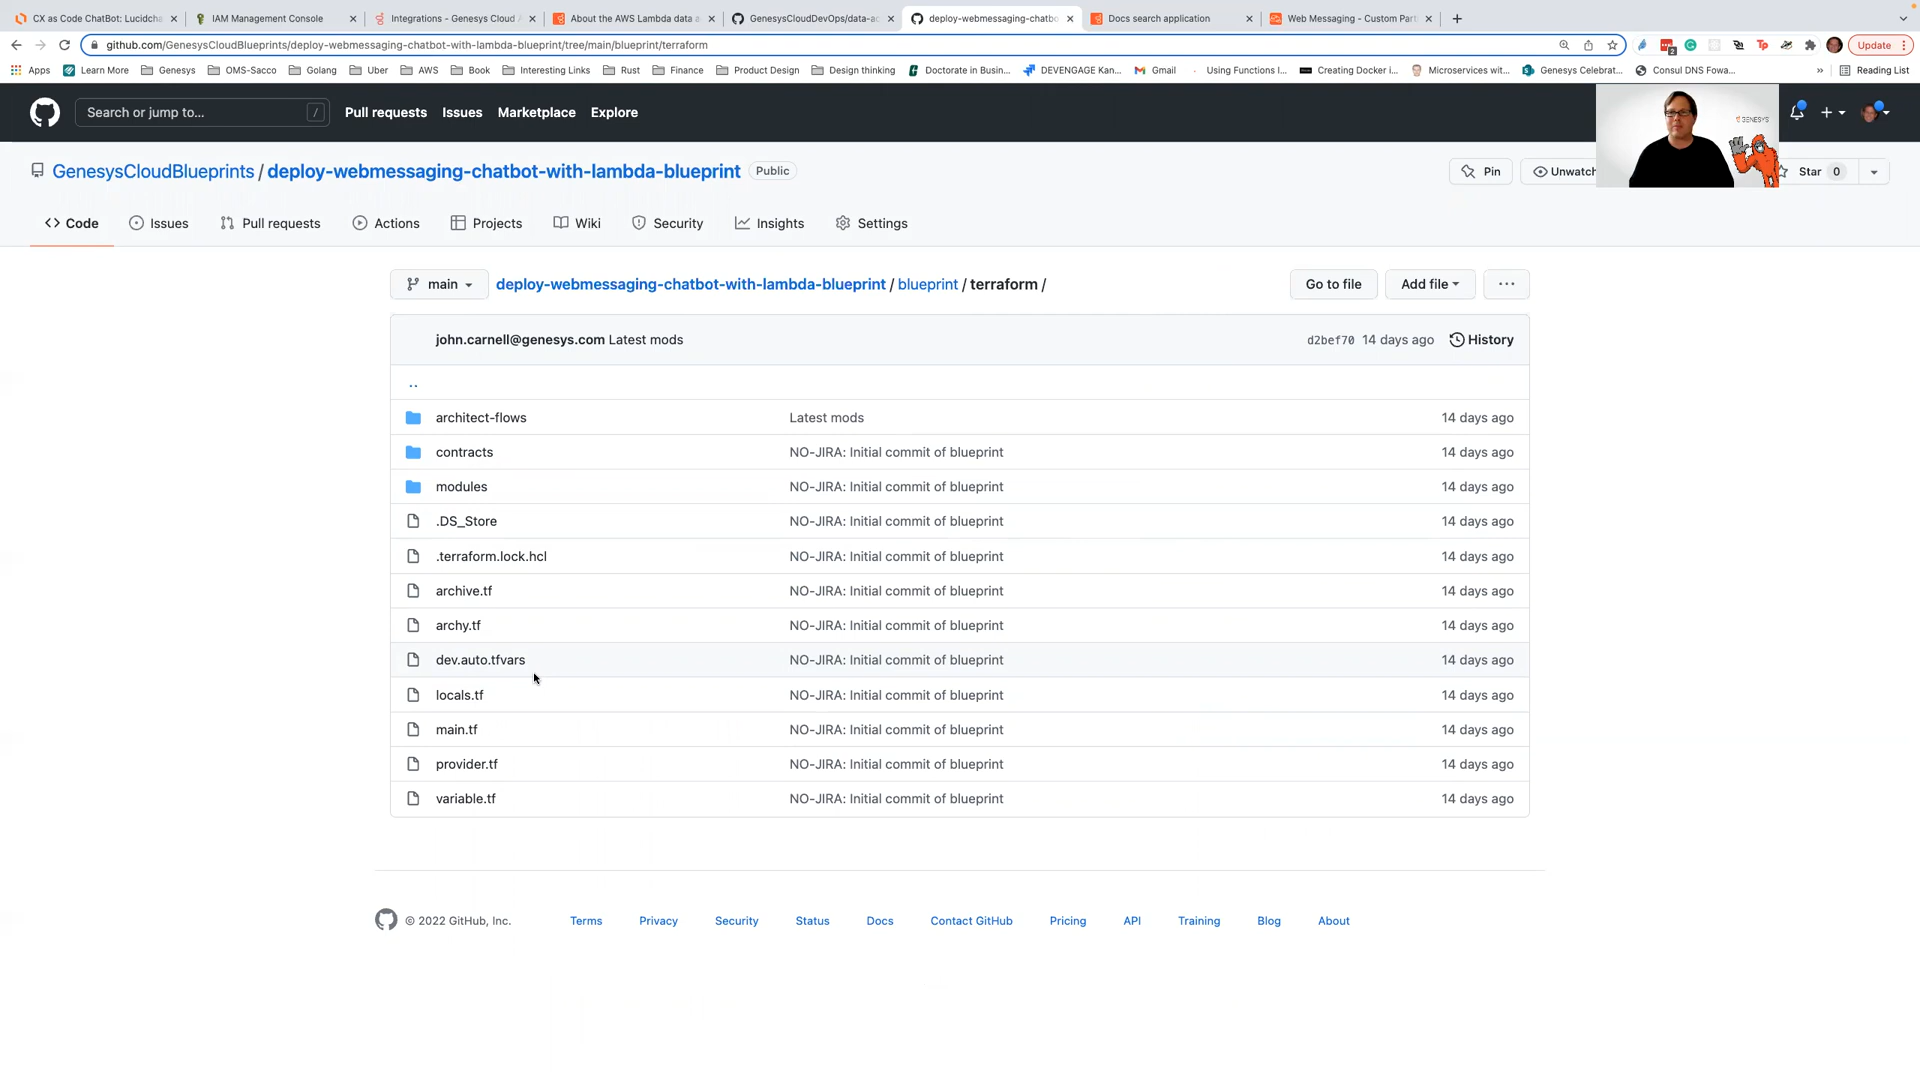 CX as Code ChatBot: Lucidcha
IAM Management Console
Integrations - Genesys Cloud A
About the AWS Lambda data a
GenesysCloudDevOps/data-ac
deploy-webmessaging-chatbo
Docs search application
Web Messaging - Custom Part
github.com/GenesysCloudBlueprints/deploy-webmessaging-chatbot-with-lambda-blueprint/tree/main/blueprint/terraform
Update
Apps
Learn More
Genesys
OMS-Sacco
Golang
Uber
AWS
Book
Interesting Links
Rust
Finance
Product Design
Design thinking
Doctorate in Busin...
DEVENGAGE Kan...
Gmail
Using Functions I...
Creating Docker i...
Microservices wit...
Genesys Celebrat...
Consul DNS Fowa...
»
Reading List
Search or jump to... /
Pull requests
Issues
Marketplace
Explore
GENESYS
GenesysCloudBlueprints / deploy-webmessaging-chatbot-with-lambda-blueprint Public
Pin
Unwatch
Star 0
Code
Issues
Pull requests
Actions
Projects
Wiki
Security
Insights
Settings
main
deploy-webmessaging-chatbot-with-lambda-blueprint / blueprint / terraform /
Go to file
Add file
...
john.carnell@genesys.com Latest mods
d2bef70 14 days ago History
..
architect-flows Latest mods 14 days ago
contracts NO-JIRA: Initial commit of blueprint 14 days ago
modules NO-JIRA: Initial commit of blueprint 14 days ago
.DS_Store NO-JIRA: Initial commit of blueprint 14 days ago
.terraform.lock.hcl NO-JIRA: Initial commit of blueprint 14 days ago
archive.tf NO-JIRA: Initial commit of blueprint 14 days ago
archy.tf NO-JIRA: Initial commit of blueprint 14 days ago
dev.auto.tfvars NO-JIRA: Initial commit of blueprint 14 days ago
locals.tf NO-JIRA: Initial commit of blueprint 14 days ago
main.tf NO-JIRA: Initial commit of blueprint 14 days ago
provider.tf NO-JIRA: Initial commit of blueprint 14 days ago
variable.tf NO-JIRA: Initial commit of blueprint 14 days ago
© 2022 GitHub, Inc.
Terms
Privacy
Security
Status
Docs
Contact GitHub
Pricing
API
Training
Blog
About